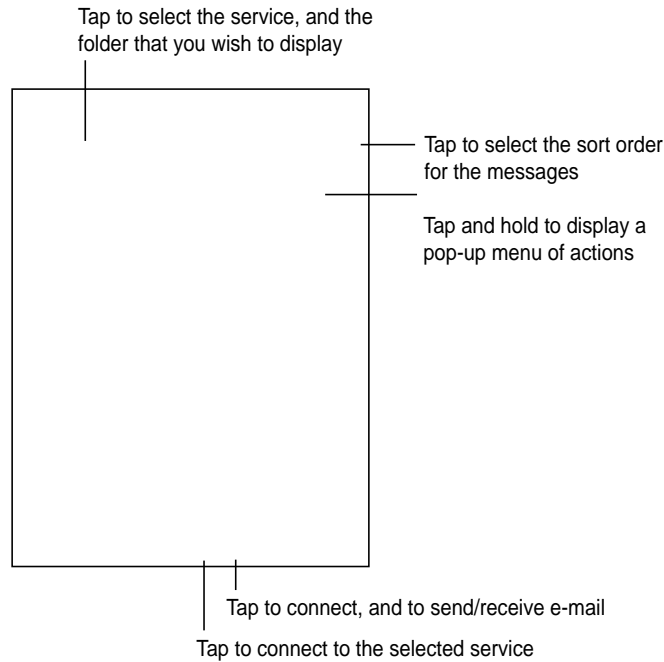 Tap to select the service, and the
folder that you wish to display
Tap to select the sort order
for the messages
Tap and hold to display a
pop-up menu of actions
Tap to connect, and to send/receive e-mail
Tap to connect to the selected service